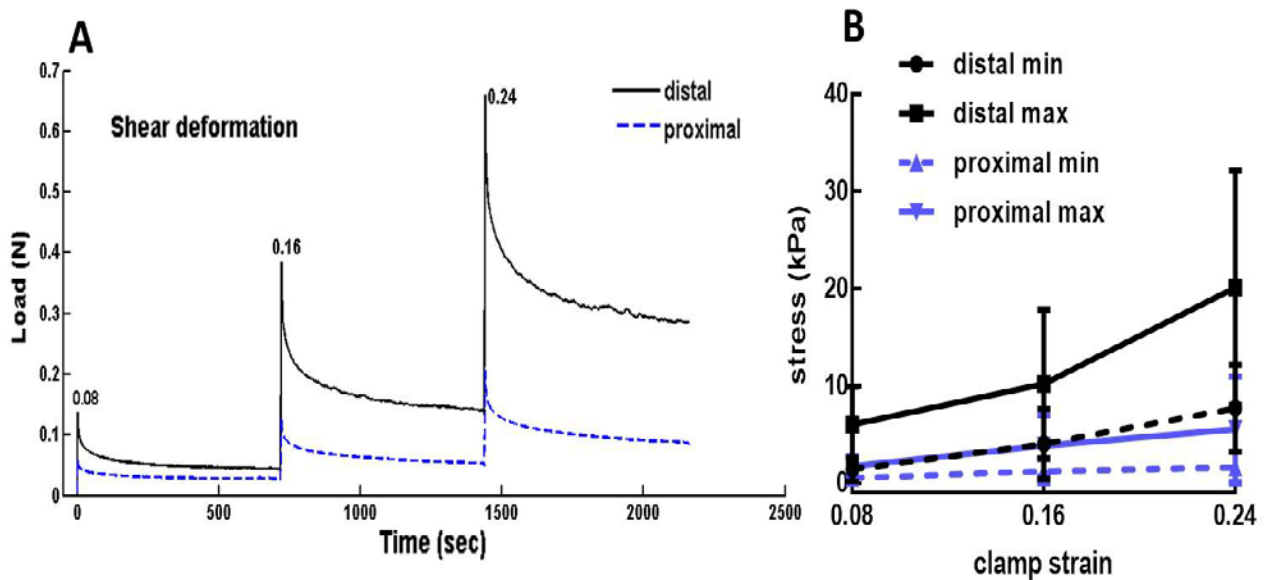 A
Shear deformation
distal
proximal
0.08
0.16
0.24
Load (N)
0.7
0.6
0.5
0.4
0.3
0.2
0.1
0
0
500
1000
1500
2000
2500
Time (sec)
B
distal min
distal max
proximal min
proximal max
stress (kPa)
40
30
20
10
0
0.08
0.16
0.24
clamp strain